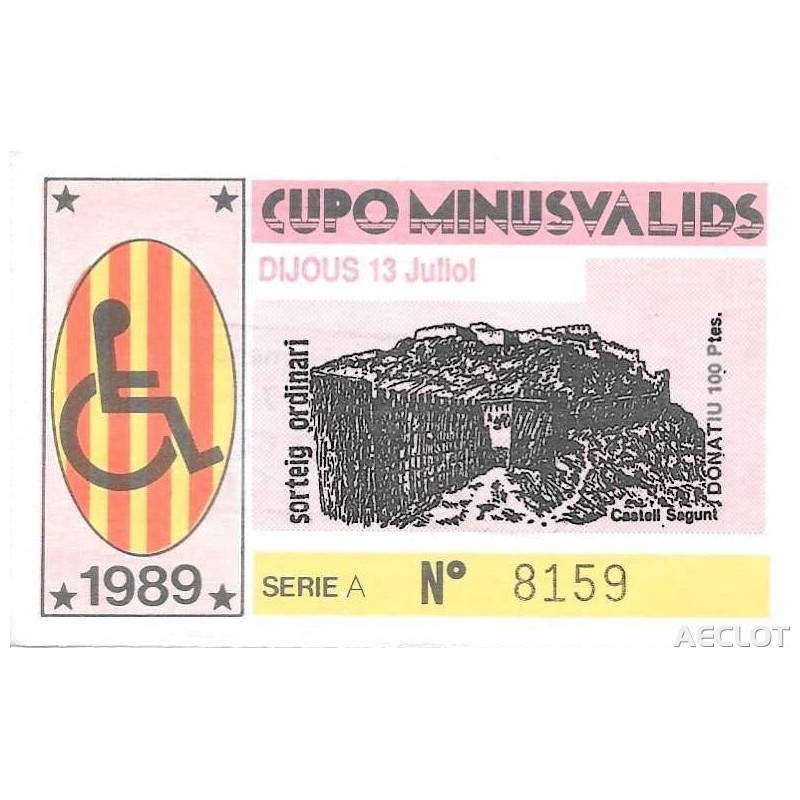 CUPO MINUSVALIDS
DIJOUS 13 Juliol
sorteig ordinari
DONATIU 100 Ptes.
Castell Sagunt
1989
SERIE A Nº 8159
AECLOT